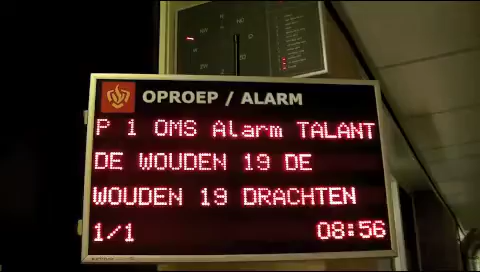 OPROEP / ALARM
P 1 OMS Alarm TALANT
DE WOUDEN 19 DE
WOUDEN 19 DRACHTEN
1/1 08:56